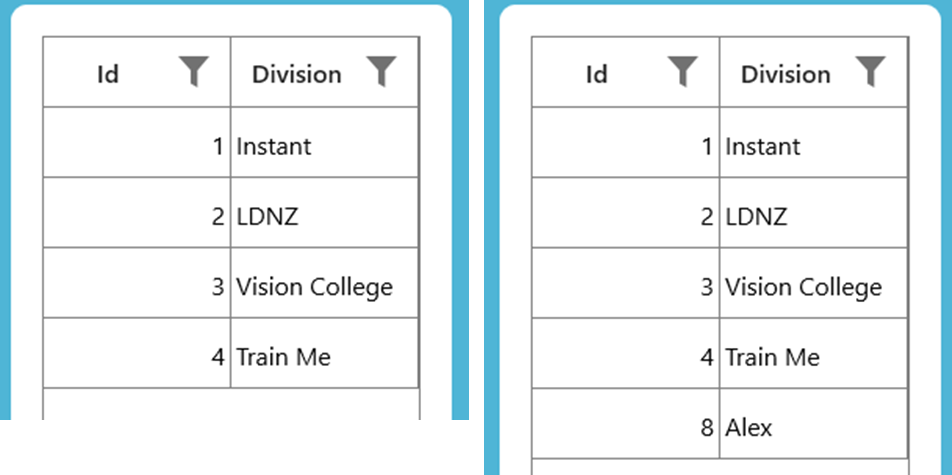 Id Division
1 Instant
2 LDNZ
3 Vision College
4 Train Me
Id Division
1 Instant
2 LDNZ
3 Vision College
4 Train Me
8 Alex